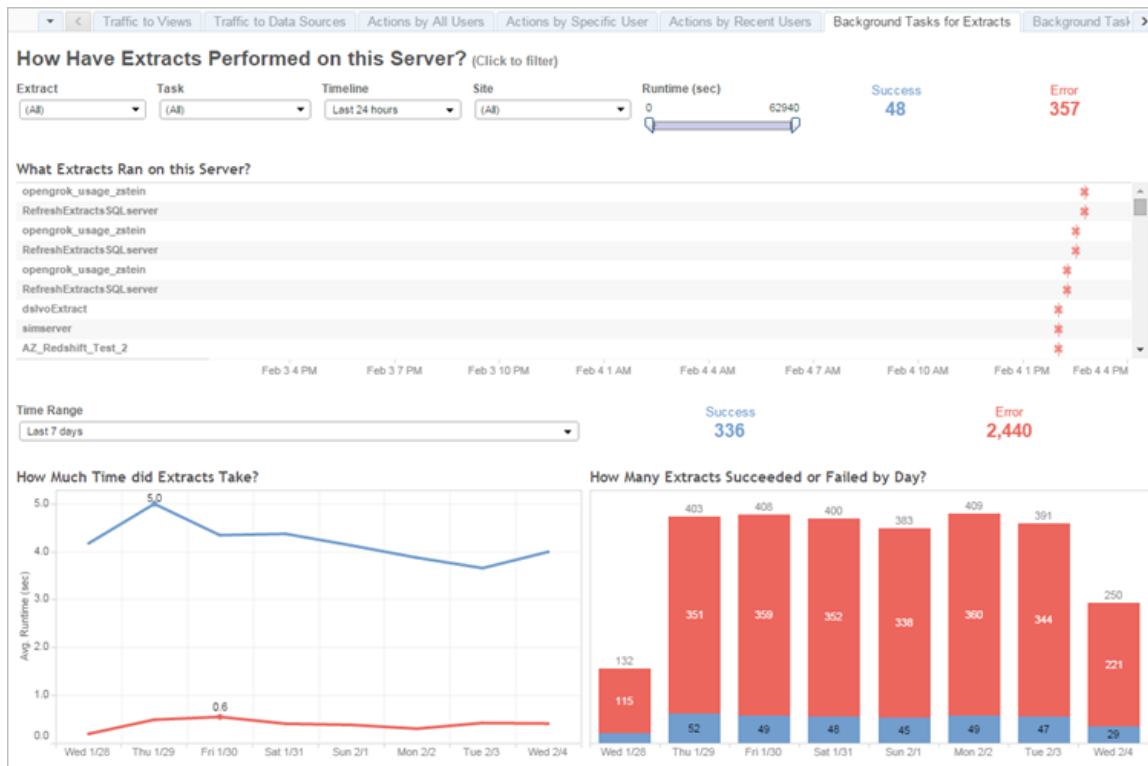 Traffic to Views Traffic to Data Sources Actions by All Users Actions by Specific User Actions by Recent Users Background Tasks for Extracts Background Task
How Have Extracts Performed on this Server? (Click to filter)
Extract Task Timeline Site Runtime (sec) Success Error
(All) (All) Last 24 hours (All) 0 62940 48 357
What Extracts Ran on this Server?
opengrok_usage_zstein
RefreshExtractsSQLserver
opengrok_usage_zstein
RefreshExtractsSQLserver
opengrok_usage_zstein
RefreshExtractsSQLserver
dslvoExtract
simserver
AZ_Redshift_Test_2
Feb 3 4 PM Feb 3 7 PM Feb 3 10 PM Feb 4 1 AM Feb 4 4 AM Feb 4 7 AM Feb 4 10 AM Feb 4 1 PM Feb 4 4 PM
Time Range Success Error
Last 7 days 336 2,440
How Much Time did Extracts Take?
Avg. Runtime (sec)
5.0
4.0
3.0
2.0
1.0
0.0
5.0
0.6
Wed 1/28 Thu 1/29 Fri 1/30 Sat 1/31 Sun 2/1 Mon 2/2 Tue 2/3 Wed 2/4
How Many Extracts Succeeded or Failed by Day?
132 403 408 400 383 409 391 250
115 351 359 352 338 360 344 221
52 49 48 45 49 47 29
Wed 1/28 Thu 1/29 Fri 1/30 Sat 1/31 Sun 2/1 Mon 2/2 Tue 2/3 Wed 2/4